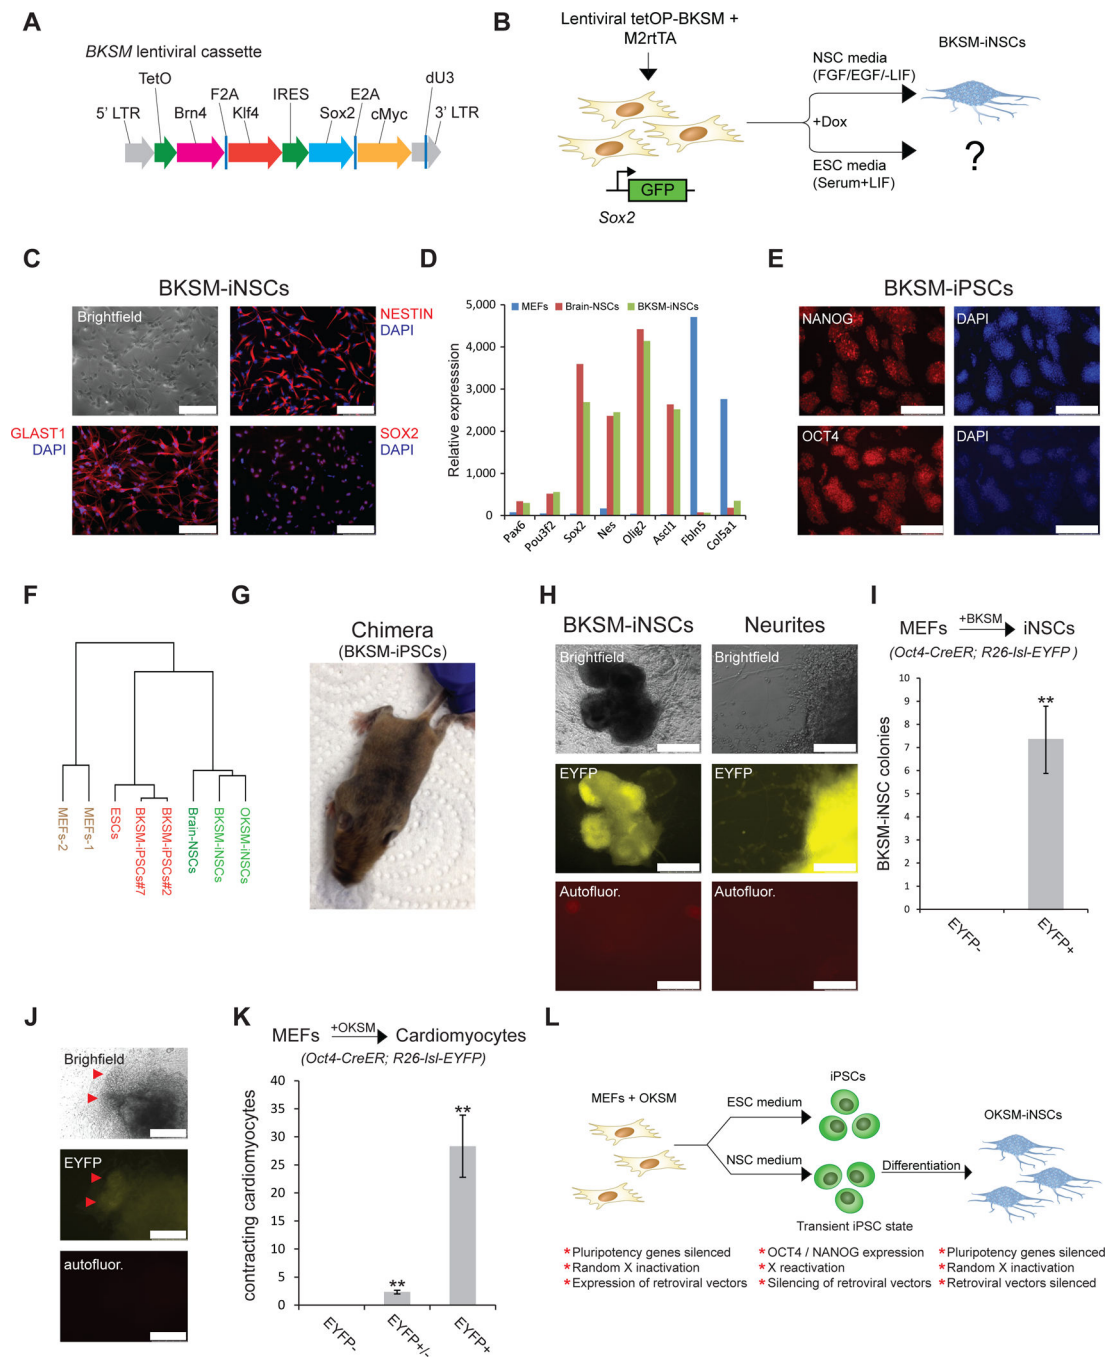 A
BKSM lentiviral cassette
TetO
F2A
IRES
E2A
dU3
5' LTR
Brn4
Klf4
Sox2
cMyc
3' LTR
B
Lentiviral tetOP-BKSM +
M2rtTA
NSC media
(FGF/EGF/-LIF)
BKSM-iNSCs
+Dox
ESC media
(Serum+LIF)
?
GFP
Sox2
C
BKSM-iNSCs
Brightfield
NESTIN
DAPI
GLAST1
DAPI
SOX2
DAPI
D
MEFs
Brain-NSCs
BKSM-iNSCs
Relative expresssion
5,000
4,000
3,000
2,000
1,000
0
Pax6
Pou3f2
Sox2
Nes
Olig2
Ascl1
Fbln5
Col5a1
E
BKSM-iPSCs
NANOG
DAPI
OCT4
DAPI
F
MEFs-2
MEFs-1
ESCs
BKSM-iPSCs#7
BKSM-iPSCs#2
Brain-NSCs
BKSM-iNSCs
OKSM-iNSCs
G
Chimera
(BKSM-iPSCs)
H
BKSM-iNSCs
Neurites
Brightfield
Brightfield
EYFP
EYFP
Autofluor.
Autofluor.
I
MEFs
+BKSM
iNSCs
(Oct4-CreER; R26-lsl-EYFP )
BKSM-iNSC colonies
10
9
8
7
6
5
4
3
2
1
0
**
EYFP-
EYFP+
J
Brighfield
EYFP
autofluor.
K
MEFs
+OKSM
Cardiomyocytes
(Oct4-CreER; R26-lsl-EYFP)
contracting cardiomyocytes
40
35
30
25
20
15
10
5
0
**
**
EYFP-
EYFP+/-
EYFP+
L
MEFs + OKSM
ESC medium
NSC medium
iPSCs
Transient iPSC state
Differentiation
OKSM-iNSCs
* Pluripotency genes silenced
* Random X inactivation
* Expression of retroviral vectors
* OCT4 / NANOG expression
* X reactivation
* Silencing of retroviral vectors
* Pluripotency genes silenced
* Random X inactivation
* Retroviral vectors silenced